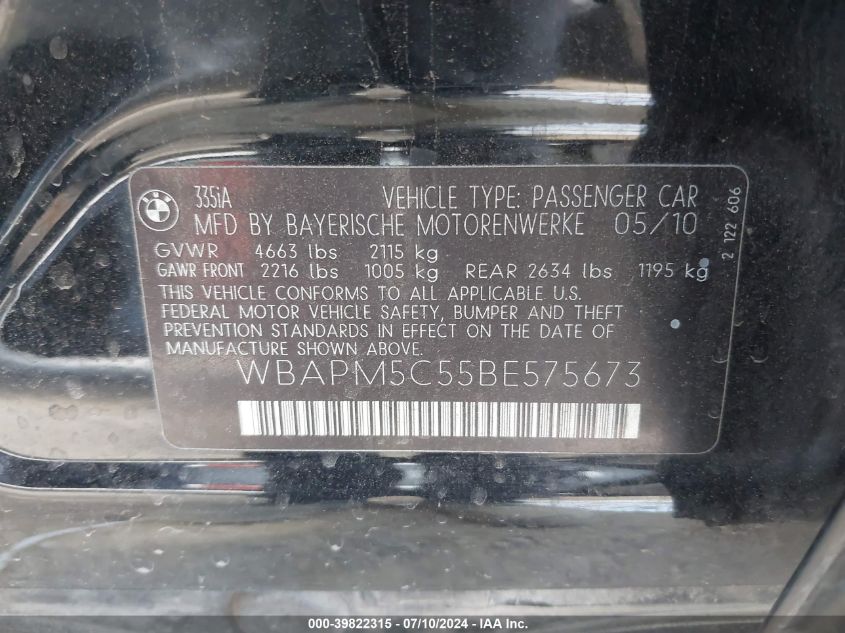 335iA VEHICLE TYPE: PASSENGER CAR
MFD BY BAYERISCHE MOTORENWERKE 05/10
GVWR 4663 lbs 2115 kg
GAWR FRONT 2216 lbs 1005 kg REAR 2634 lbs 1195 kg
THIS VEHICLE CONFORMS TO ALL APPLICABLE U.S.
FEDERAL MOTOR VEHICLE SAFETY, BUMPER AND THEFT
PREVENTION STANDARDS IN EFFECT ON THE DATE OF
MANUFACTURE SHOWN ABOVE.
WBAPM5C55BE575673
2 122 606
000-39822315 / 07/10/2024 - IAA Inc.